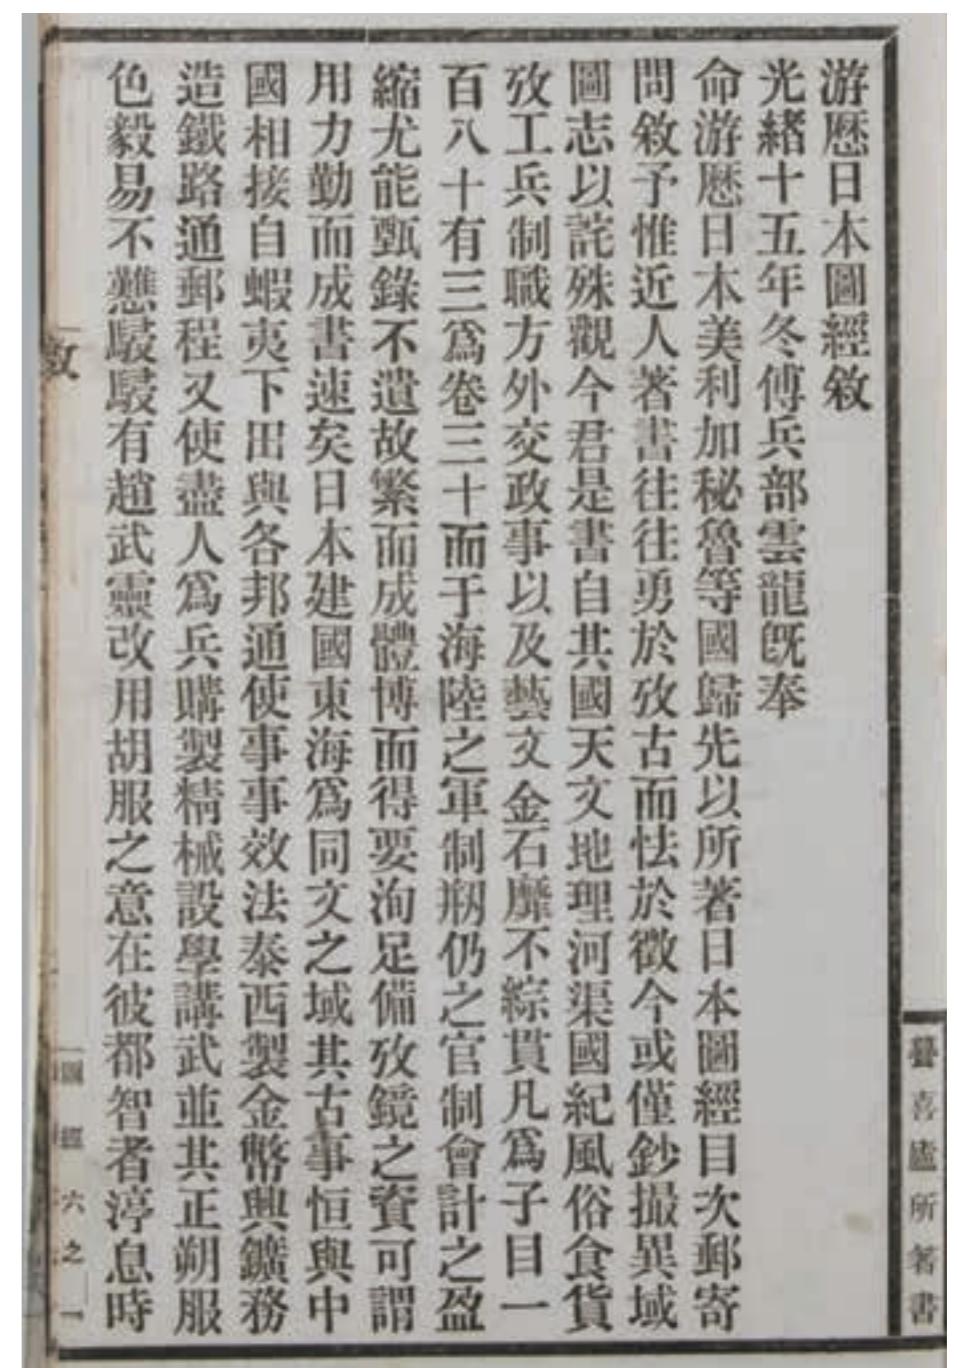 游歷日本圖經敘
光緒十五年冬傅兵部雲龍旣奉
命游歷日本美利加秘魯等國歸先以所著日本圖經目次郵寄
問敘予惟近人著書往往勇於攷古而怯於徵今或僅鈔撮異域
圖志以詫殊觀今君是書自其國天文地理河渠國紀風俗食貨
攷工兵制職方外交政事以及藝文金石靡不綜貫凡爲子目一
百八十有三爲卷三十而于海陸之軍制剏仍之官制會計之盈
縮尤能甄錄不遺故繁而成體博而得要洵足備攷鏡之資可謂
用力勤而成書速矣日本建國東海爲同文之域其古事恒與中
國相接自蝦夷下田與各邦通使事事效法泰西製金幣興鑛務
造鐵路通郵程又使盡人爲兵購製精械設學講武並其正朔服
色毅易不憖駸駸有趙武靈改用胡服之意在彼都智者渟息時
敘
圖經六之一
喜廬所著書